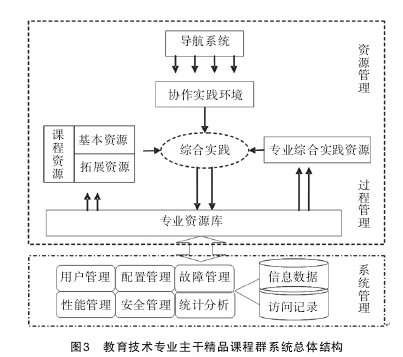 导航系统
资源管理
协作实践环境
课程资源
基本资源
拓展资源
综合实践
专业综合实践资源
过程管理
专业资源库
用户管理 配置管理 故障管理
信息数据
系统管理
性能管理 安全管理 统计分析
访问记录
图3 教育技术专业主干精品课程群系统总体结构